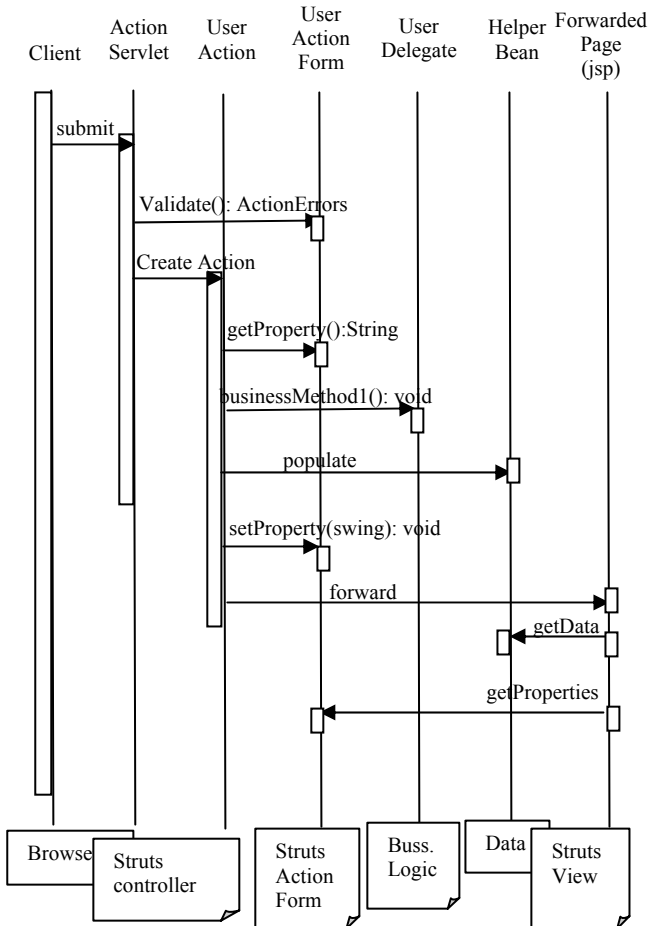 Client
Action
Servlet
User
Action
User
Action
Form
User
Delegate
Helper
Bean
Forwarded
Page
(jsp)
submit
Validate(): ActionErrors
Create Action
getProperty():String
businessMethod1(): void
populate
setProperty(swing): void
forward
getData
getProperties
Browse
Struts
controller
Struts
Action
Form
Buss.
Logic
Data
Struts
View